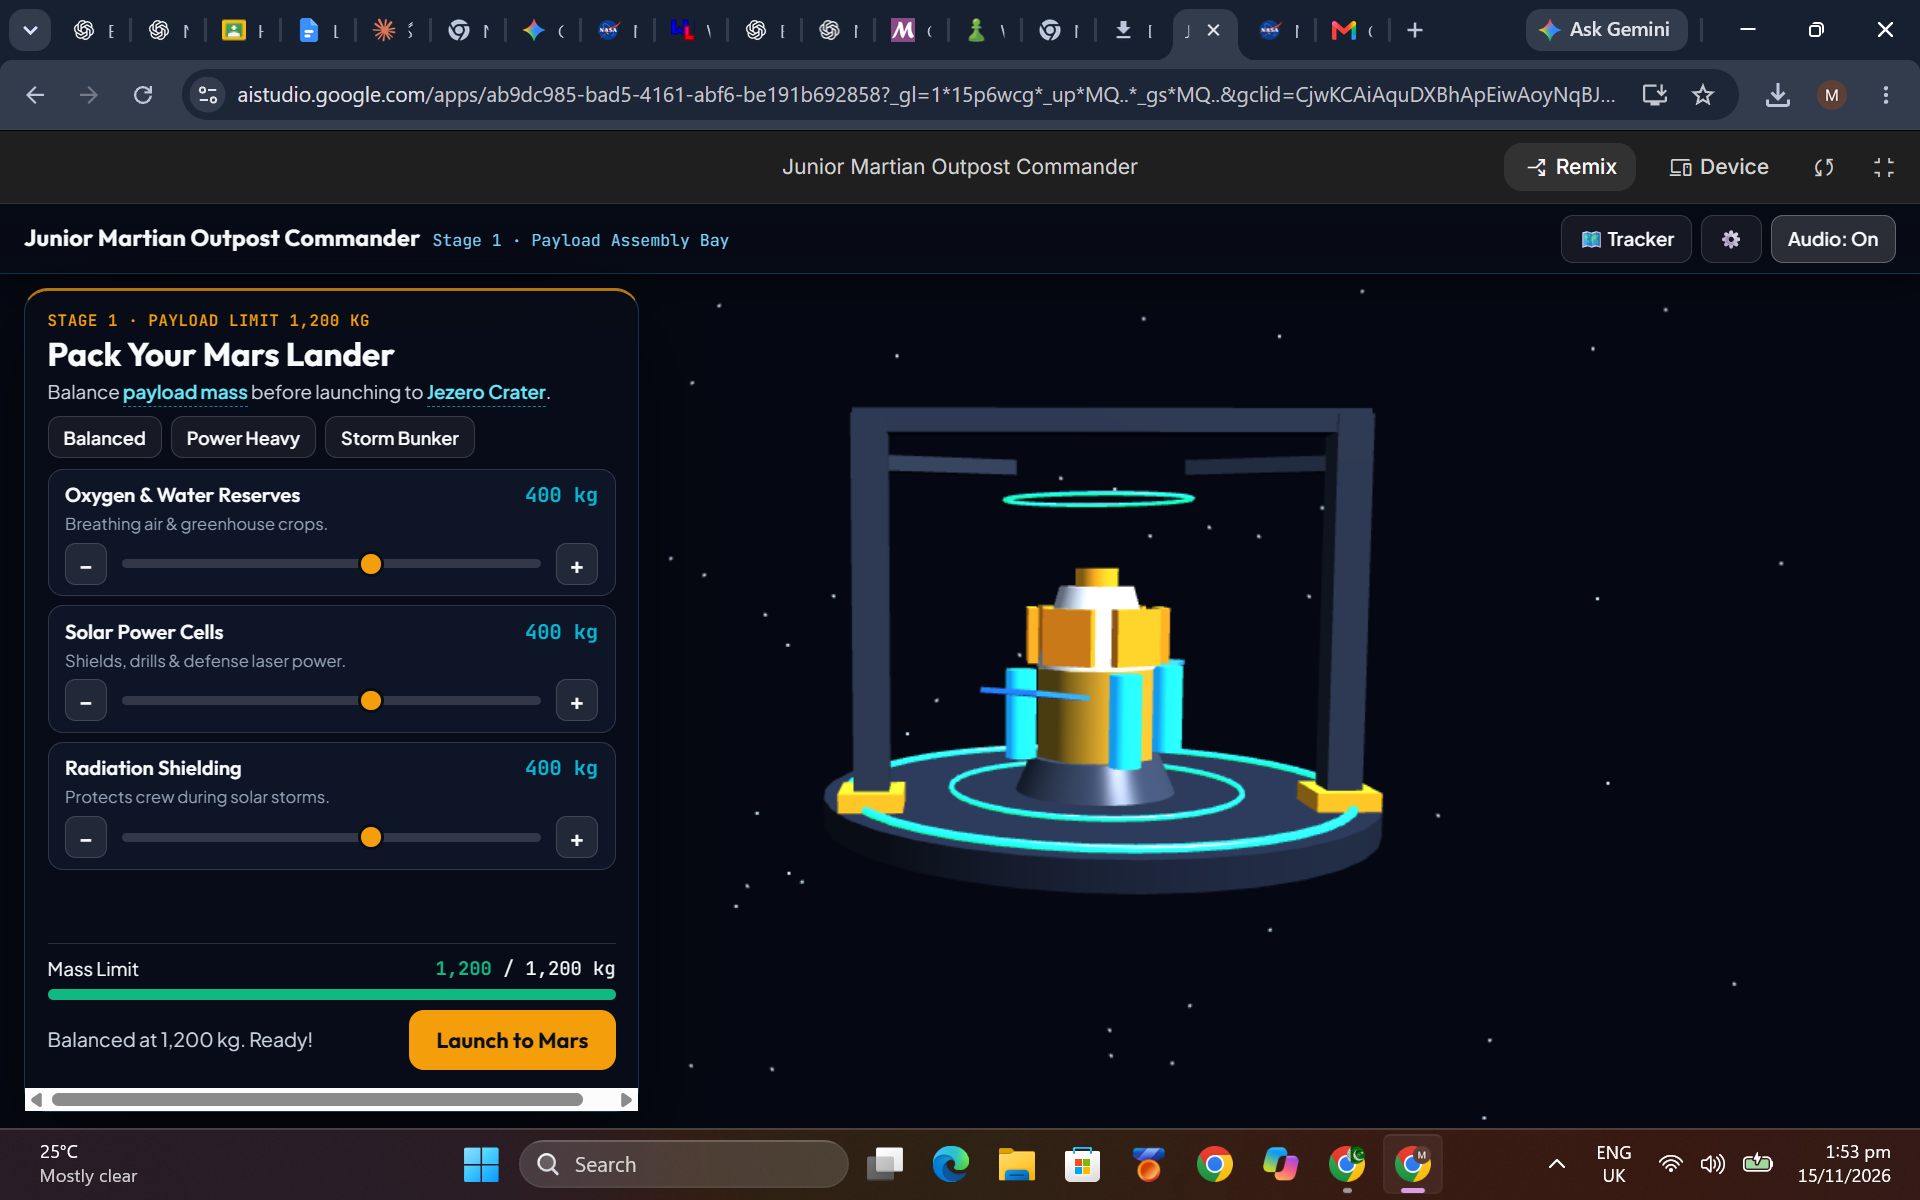 Ask Gemini
aistudio.google.com/apps/ab9dc985-bad5-4161-abf6-be191b692858?_gl=1*15p6wcg*_up*MQ..*_gs*MQ..&gclid=CjwKCAiAquDXBhApEiwAoyNqBJ...
M
Junior Martian Outpost Commander
Remix
Device
Junior Martian Outpost Commander
Stage 1 · Payload Assembly Bay
Tracker
Audio: On
STAGE 1 · PAYLOAD LIMIT 1,200 KG
Pack Your Mars Lander
Balance payload mass before launching to Jezero Crater.
Balanced
Power Heavy
Storm Bunker
Oxygen & Water Reserves 400 kg
Breathing air & greenhouse crops.
− +
Solar Power Cells 400 kg
Shields, drills & defense laser power.
− +
Radiation Shielding 400 kg
Protects crew during solar storms.
− +
Mass Limit 1,200 / 1,200 kg
Balanced at 1,200 kg. Ready!
Launch to Mars
25°C
Mostly clear
Search
ENG
UK
1:53 pm
15/11/2026